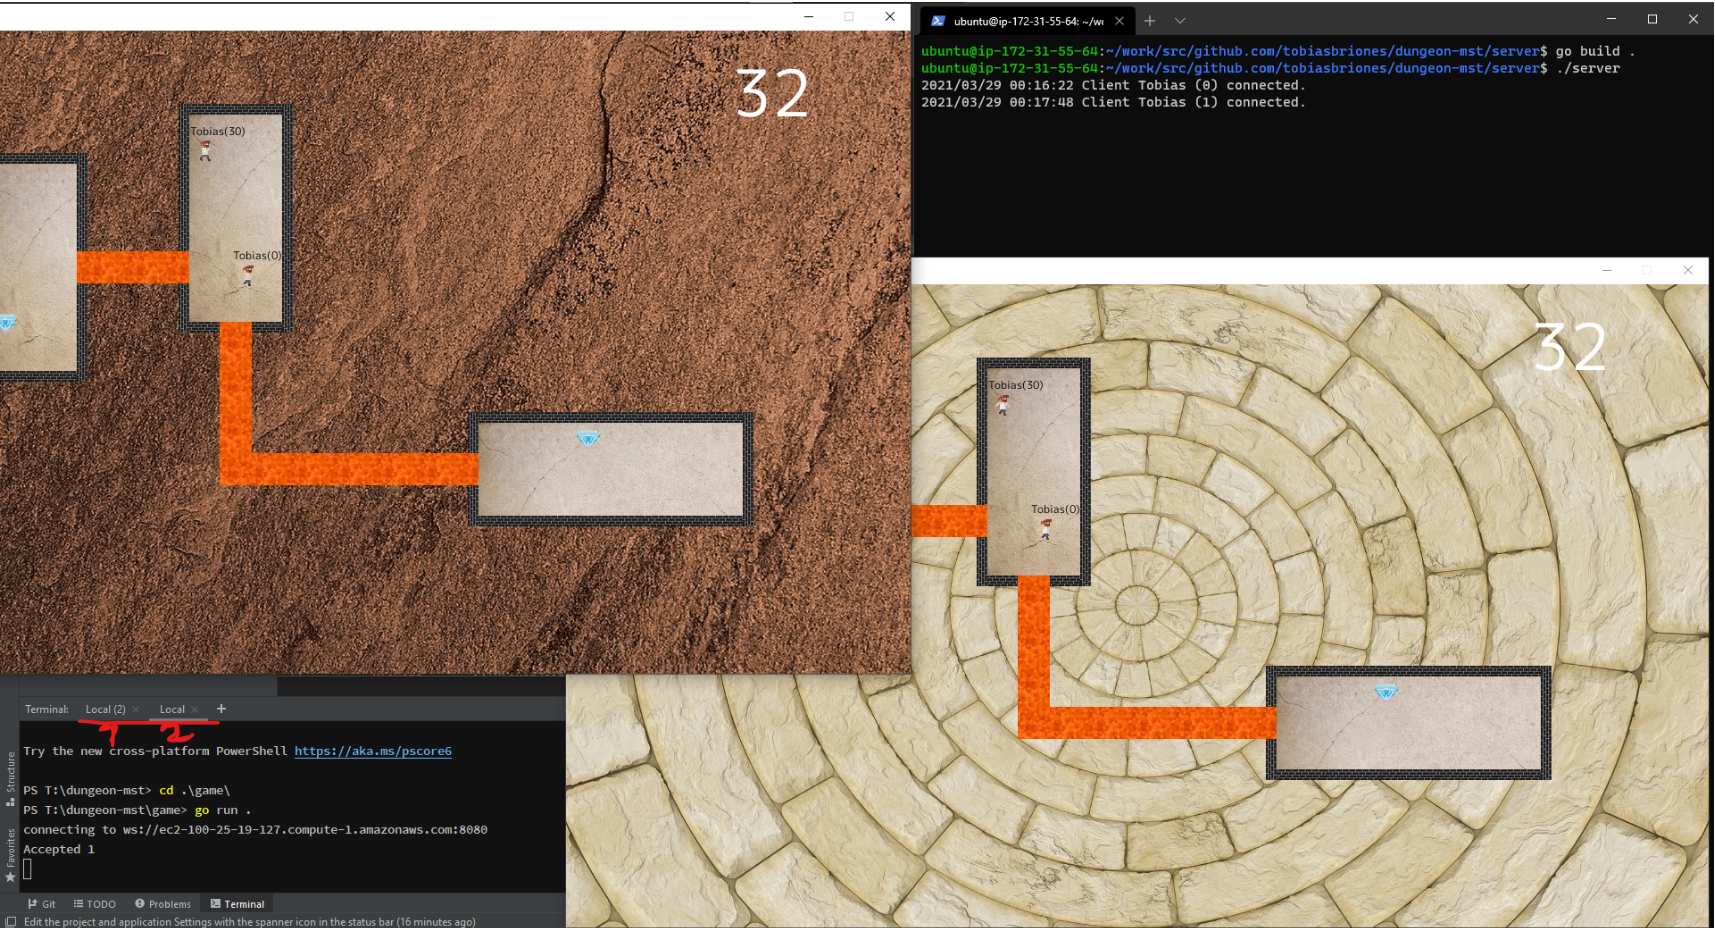 32
Tobias(30)
Tobias(0)
ubuntu@ip-172-31-55-64: ~/wo
ubuntu@ip-172-31-55-64:~/work/src/github.com/tobiasbriones/dungeon-mst/server$ go build .
ubuntu@ip-172-31-55-64:~/work/src/github.com/tobiasbriones/dungeon-mst/server$ ./server
2021/03/29 00:16:22 Client Tobias (0) connected.
2021/03/29 00:17:48 Client Tobias (1) connected.
32
Tobias(30)
Tobias(0)
Terminal: Local (2) Local
1 2
Try the new cross-platform PowerShell https://aka.ms/pscore6
PS T:\dungeon-mst> cd .\game\
PS T:\dungeon-mst\game> go run .
connecting to ws://ec2-100-25-19-127.compute-1.amazonaws.com:8080
Accepted 1
Structure
Favorites
Git TODO Problems Terminal
Edit the project and application Settings with the spanner icon in the status bar (16 minutes ago)